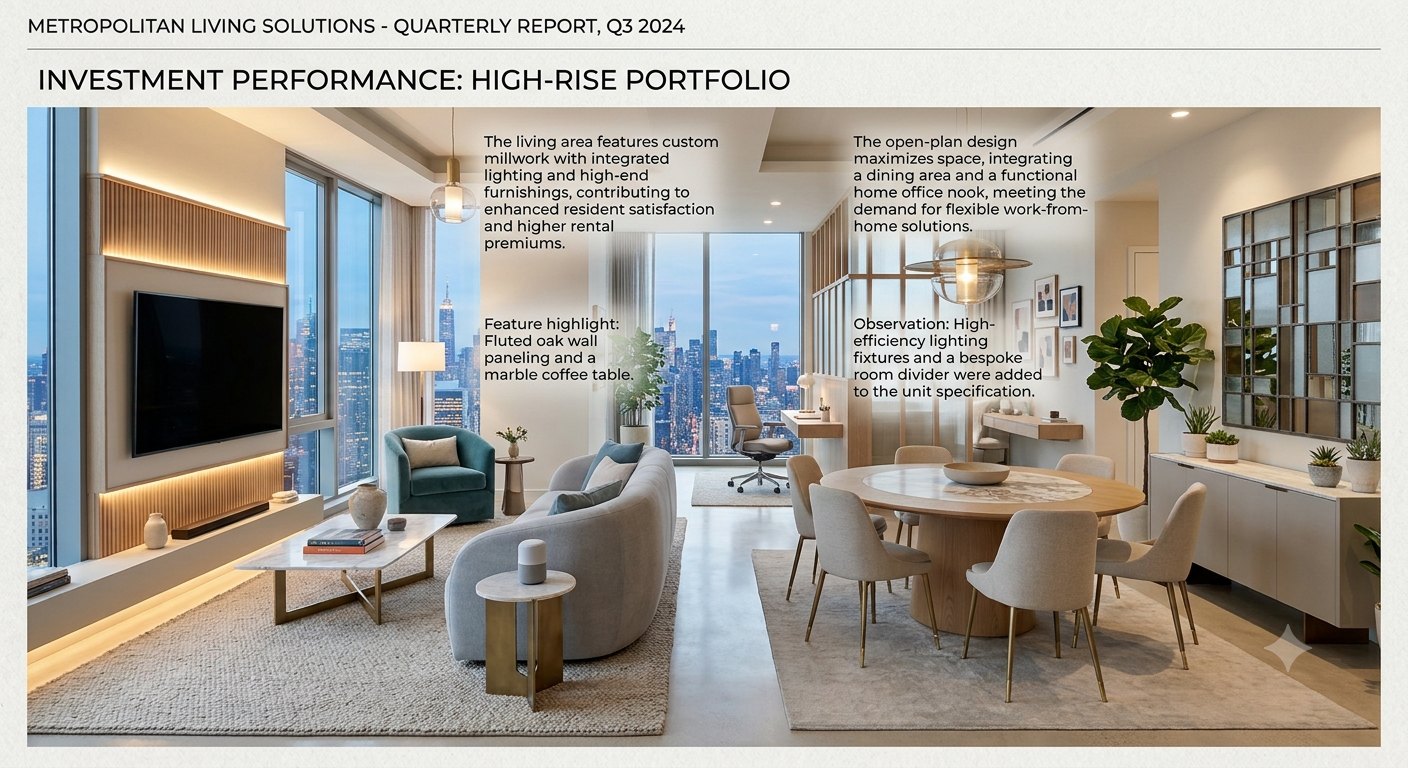 METROPOLITAN LIVING SOLUTIONS - QUARTERLY REPORT, Q3 2024
INVESTMENT PERFORMANCE: HIGH-RISE PORTFOLIO
The living area features custom
millwork with integrated
lighting and high-end
furnishings, contributing to
enhanced resident satisfaction
and higher rental
premiums.
The open-plan design
maximizes space, integrating
a dining area and a functional
home office nook, meeting the
demand for flexible work-from-
home solutions.
Feature highlight:
Fluted oak wall
paneling and a
marble coffee table.
Observation: High-
efficiency lighting
fixtures and a bespoke
room divider were added
to the unit specification.